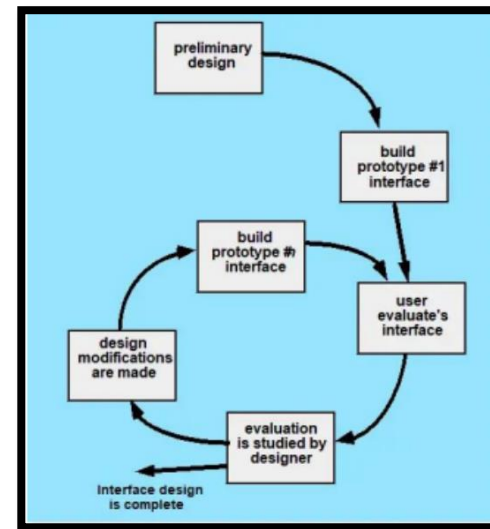 preliminary
design
build
prototype #1
interface
build
prototype #n
interface
user
evaluate's
interface
design
modifications
are made
evaluation
is studied by
designer
Interface design
is complete